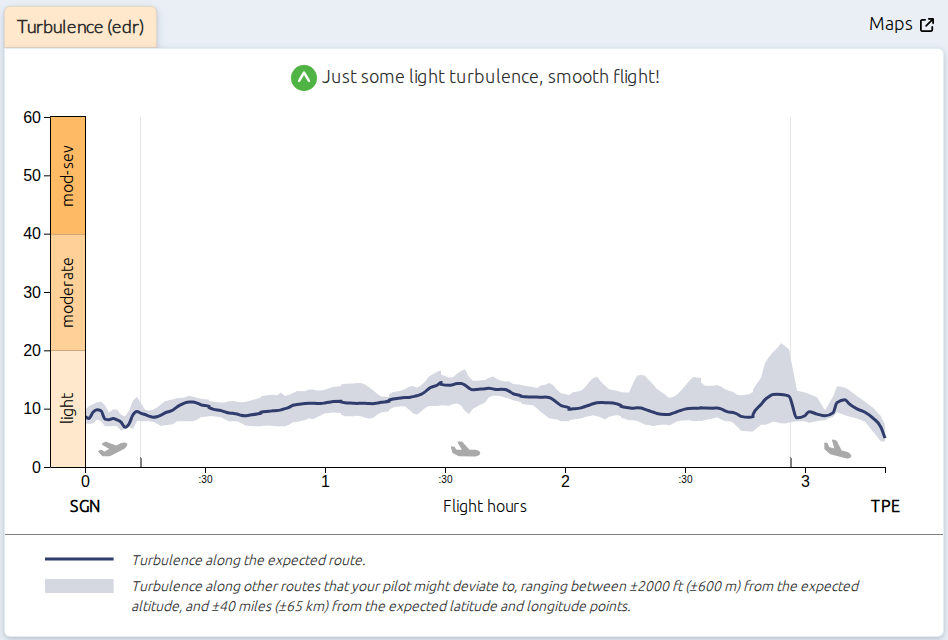 Turbulence (edr)
Maps
Just some light turbulence, smooth flight!
60
50
40
30
20
10
0
mod-sev
moderate
light
0
:30
1
:30
2
:30
3
SGN
Flight hours
TPE
Turbulence along the expected route.
Turbulence along other routes that your pilot might deviate to, ranging between ±2000 ft (±600 m) from the expected
altitude, and ±40 miles (±65 km) from the expected latitude and longitude points.